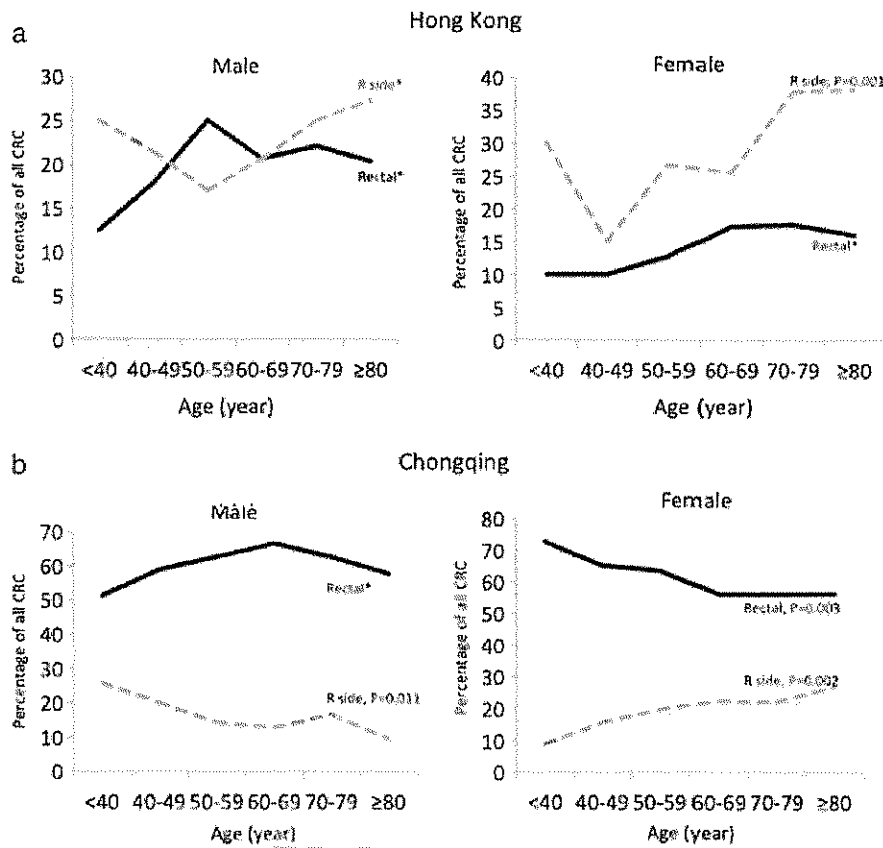 a
Hong Kong
Male
Percentage of all CRC
30
25
20
15
10
5
0
R side*
Rectal*
<40 40-49 50-59 60-69 70-79 ≥80
Age (year)
Female
Percentage of all CRC
40
35
30
25
20
15
10
5
0
R side, P=0.001
Rectal*
<40 40-49 50-59 60-69 70-79 ≥80
Age (year)
b
Chongqing
Male
Percentage of all CRC
70
60
50
40
30
20
10
0
Rectal*
R side, P=0.011
<40 40-49 50-59 60-69 70-79 ≥80
Age (year)
Female
Percentage of all CRC
80
70
60
50
40
30
20
10
0
Rectal, P=0.003
R side, P=0.002
<40 40-49 50-59 60-69 70-79 ≥80
Age (year)